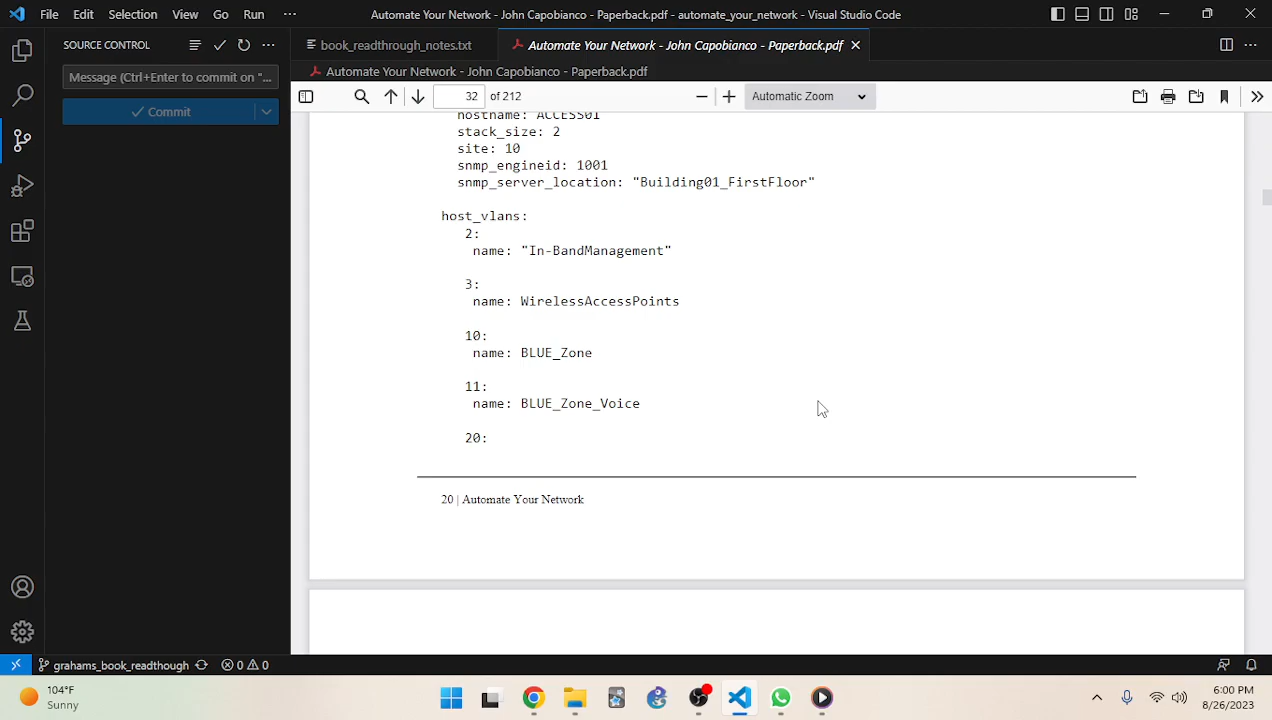 File Edit Selection View Go Run ··· Automate Your Network - John Capobianco - Paperback.pdf - automate_your_network - Visual Studio Code
SOURCE CONTROL
book_readthrough_notes.txt Automate Your Network - John Capobianco - Paperback.pdf
Message (Ctrl+Enter to commit on "...
Automate Your Network - John Capobianco - Paperback.pdf
32 of 212 Automatic Zoom
Commit
hostname: ACCESS01
stack_size: 2
site: 10
snmp_engineid: 1001
snmp_server_location: "Building01_FirstFloor"
host_vlans:
2:
name: "In-BandManagement"
3:
name: WirelessAccessPoints
10:
name: BLUE_Zone
11:
name: BLUE_Zone_Voice
20:
20 | Automate Your Network
grahams_book_readthough 0 0
104°F
Sunny
6:00 PM
8/26/2023